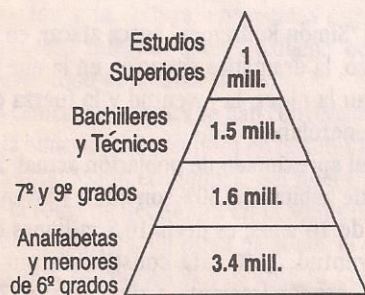 Estudios
Superiores
1
mill.
Bachilleres
y Técnicos
1.5 mill.
7º y 9º grados
1.6 mill.
Analfabetas
y menores
de 6º grados
3.4 mill.